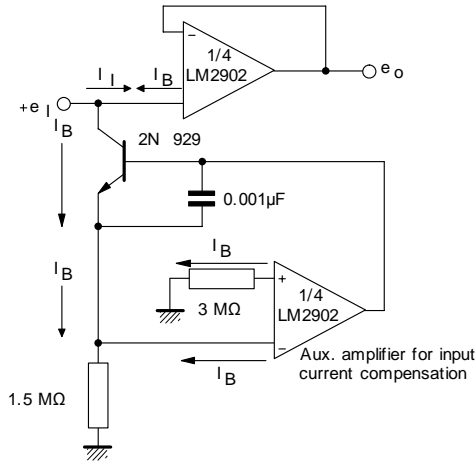 1/4
LM2902
e o
I I
I B
+e I
I B
2N 929
0.001µF
I B
I B
1/4
LM2902
3 MΩ
Aux. amplifier for input
current compensation
I B
1.5 MΩ